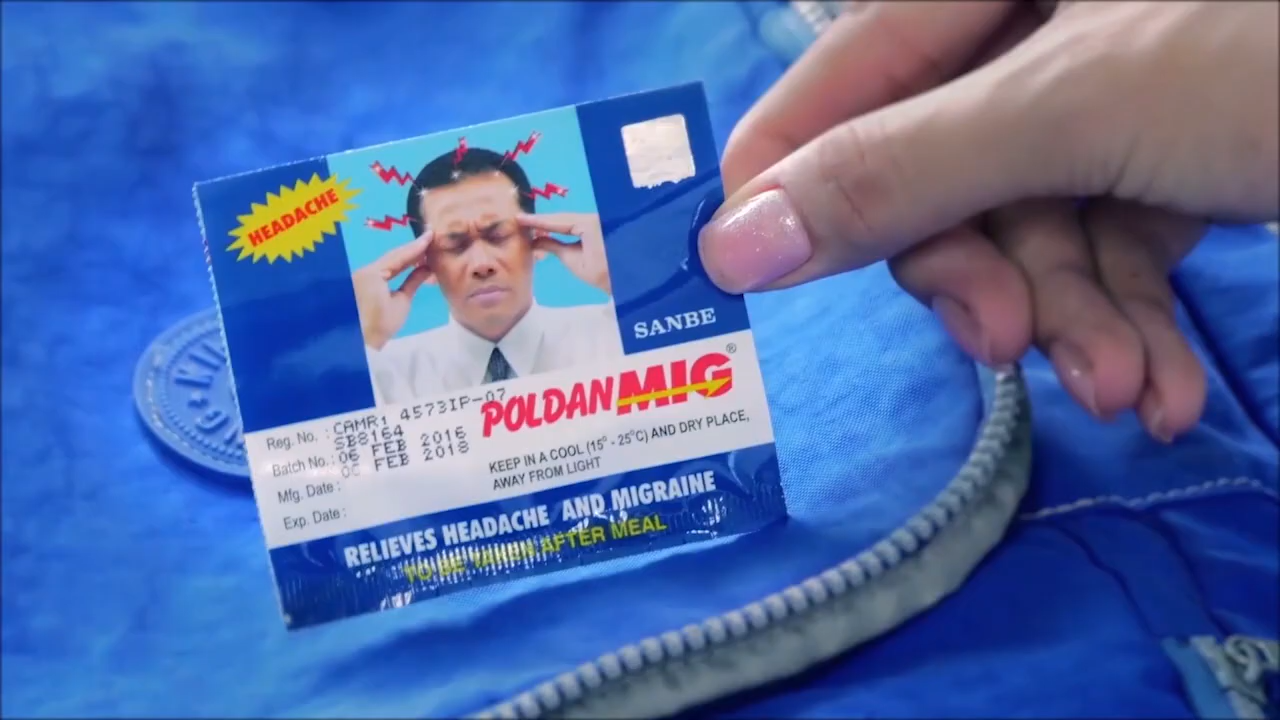 HEADACHE
SANBE
POLDANMIG®
Reg. No. : CAMR1 4573IP-07
Batch No. : SB8164
Mfg. Date : 06 FEB 2016
Exp. Date : FEB 2018
KEEP IN A COOL (15° - 25°C) AND DRY PLACE,
AWAY FROM LIGHT
RELIEVES HEADACHE AND MIGRAINE
TO BE TAKEN AFTER MEAL